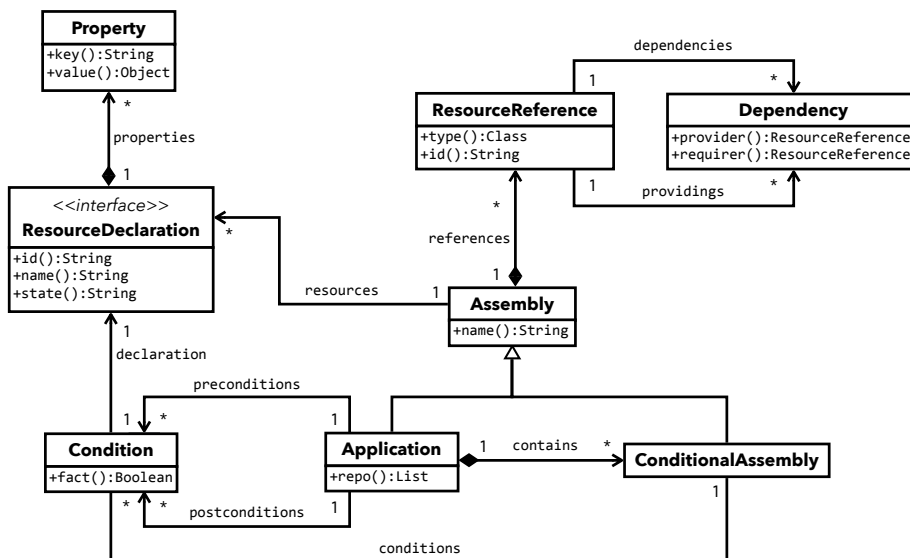 Property
+key():String
+value():Object
*
properties
1
<<interface>>
ResourceDeclaration
+id():String
+name():String
+state():String
*
resources
1
dependencies
1
*
ResourceReference
+type():Class
+id():String
Dependency
+provider():ResourceReference
+requirer():ResourceReference
1
providings
*
*
references
1
Assembly
+name():String
1
declaration
1
preconditions
*
1
Condition
+fact():Boolean
Application
+repo():List
1
contains
*
ConditionalAssembly
*
*
postconditions
1
1
conditions